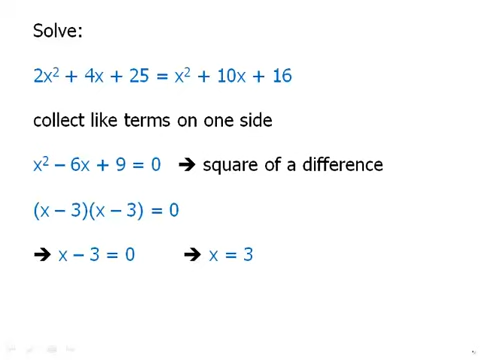 Solve:
2x² + 4x + 25 = x² + 10x + 16
collect like terms on one side
x² – 6x + 9 = 0 ➔ square of a difference
(x – 3)(x – 3) = 0
➔ x – 3 = 0 ➔ x = 3